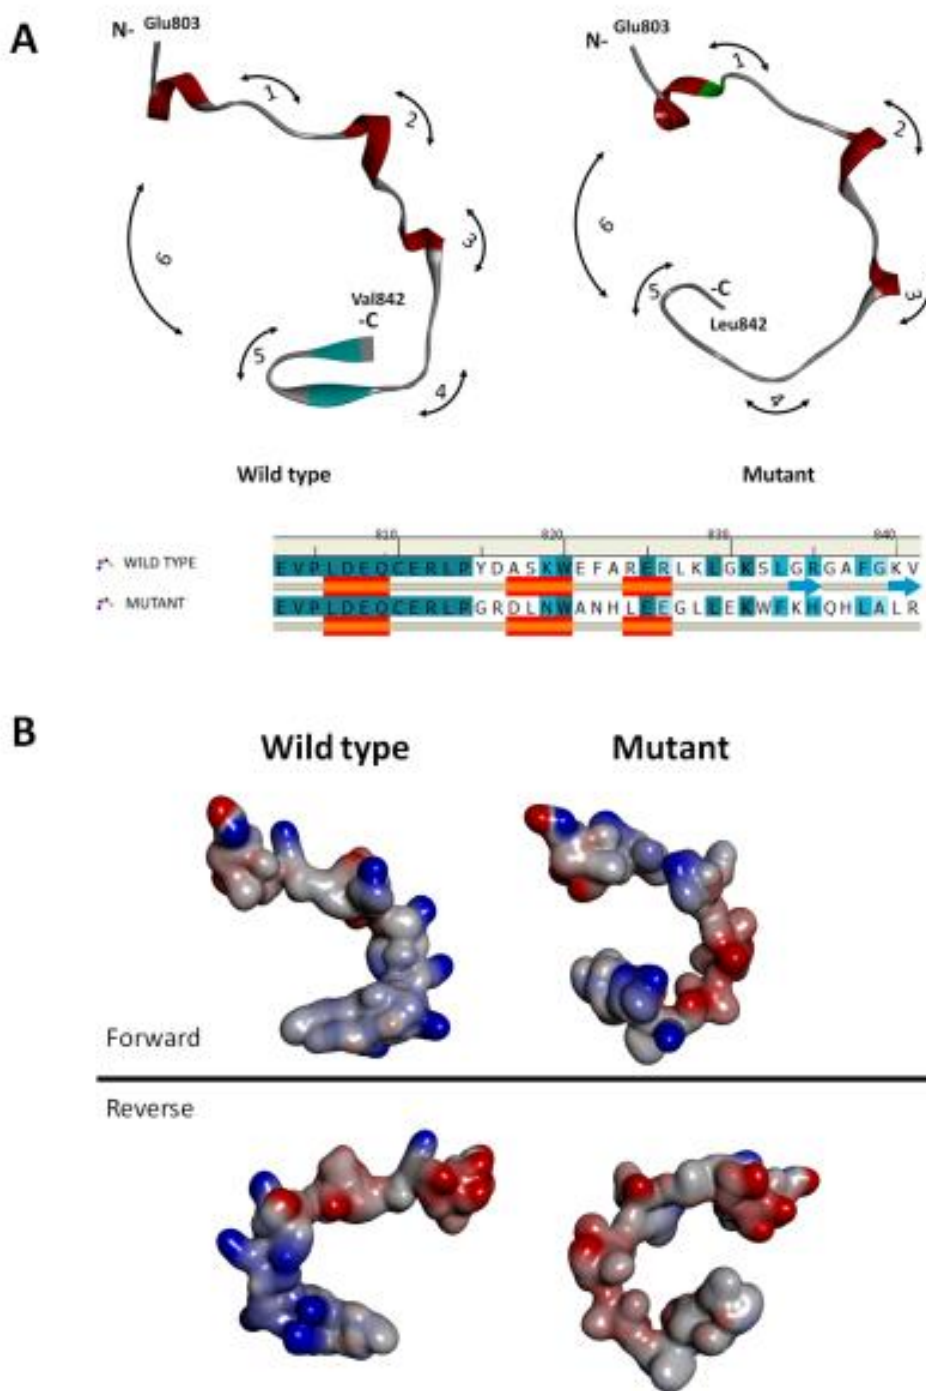 A
N- Glu803
N- Glu803
1
2
3
4
5
6
Val842
-C
1
2
3
4
5
6
-C
Leu842
Wild type
Mutant
810 820 830 840
WILD TYPE EVPLDEQCERLPYDASKWEFARERLKLGKSLGRGAFGKV
MUTANT EVPLDEQCERLPGRDLNWANHLEEGLLEKWFKHQHLALR
B
Wild type Mutant
Forward
Reverse